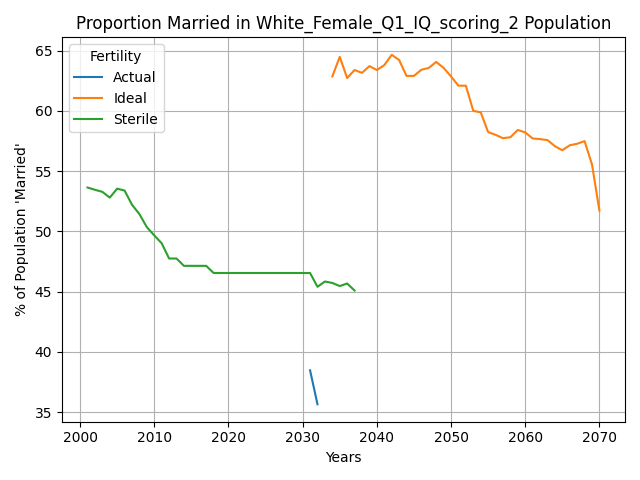 Proportion Married in White_Female_Q1_IQ_scoring_2 Population
% of Population 'Married'
65
60
55
50
45
40
35
Fertility
Actual
Ideal
Sterile
2000 2010 2020 2030 2040 2050 2060 2070
Years